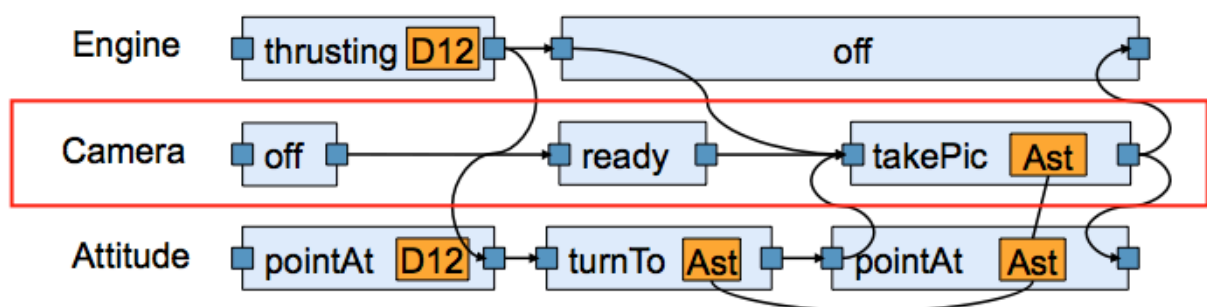 Engine thrusting D12 off
Camera off ready takePic Ast
Attitude pointAt D12 turnTo Ast pointAt Ast